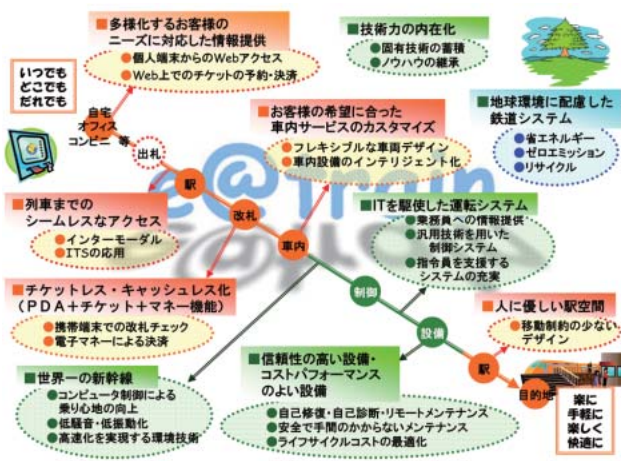 ■多様化するお客様の
ニーズに対応した情報提供
●個人端末からのWebアクセス
●Web上でのチケットの予約・決済
■技術力の内在化
●固有技術の蓄積
●ノウハウの継承
いつでも
どこでも
だれでも
自宅
オフィス
コンビニ 等
出札
■お客様の希望に合った
車内サービスのカスタマイズ
●フレキシブルな車両デザイン
●車内設備のインテリジェント化
■地球環境に配慮した
鉄道システム
●省エネルギー
●ゼロエミッション
●リサイクル
e@Train
駅
改札
車内
制御
設備
駅
目的地
■列車までの
シームレスなアクセス
●インターモーダル
●ITSの応用
■ITを駆使した運転システム
●乗務員への情報提供
●汎用技術を用いた
制御システム
●指令員を支援する
システムの充実
■チケットレス・キャッシュレス化
（PDA＋チケット＋マネー機能）
●携帯端末での改札チェック
●電子マネーによる決済
■人に優しい駅空間
●移動制約の少ない
デザイン
■世界一の新幹線
●コンピュータ制御による
乗り心地の向上
●低騒音・低振動化
●高速化を実現する環境技術
■信頼性の高い設備・
コストパフォーマンス
のよい設備
●自己修復・自己診断・リモートメンテナンス
●安全で手間のかからないメンテナンス
●ライフサイクルコストの最適化
楽に
手軽に
楽しく
快適に